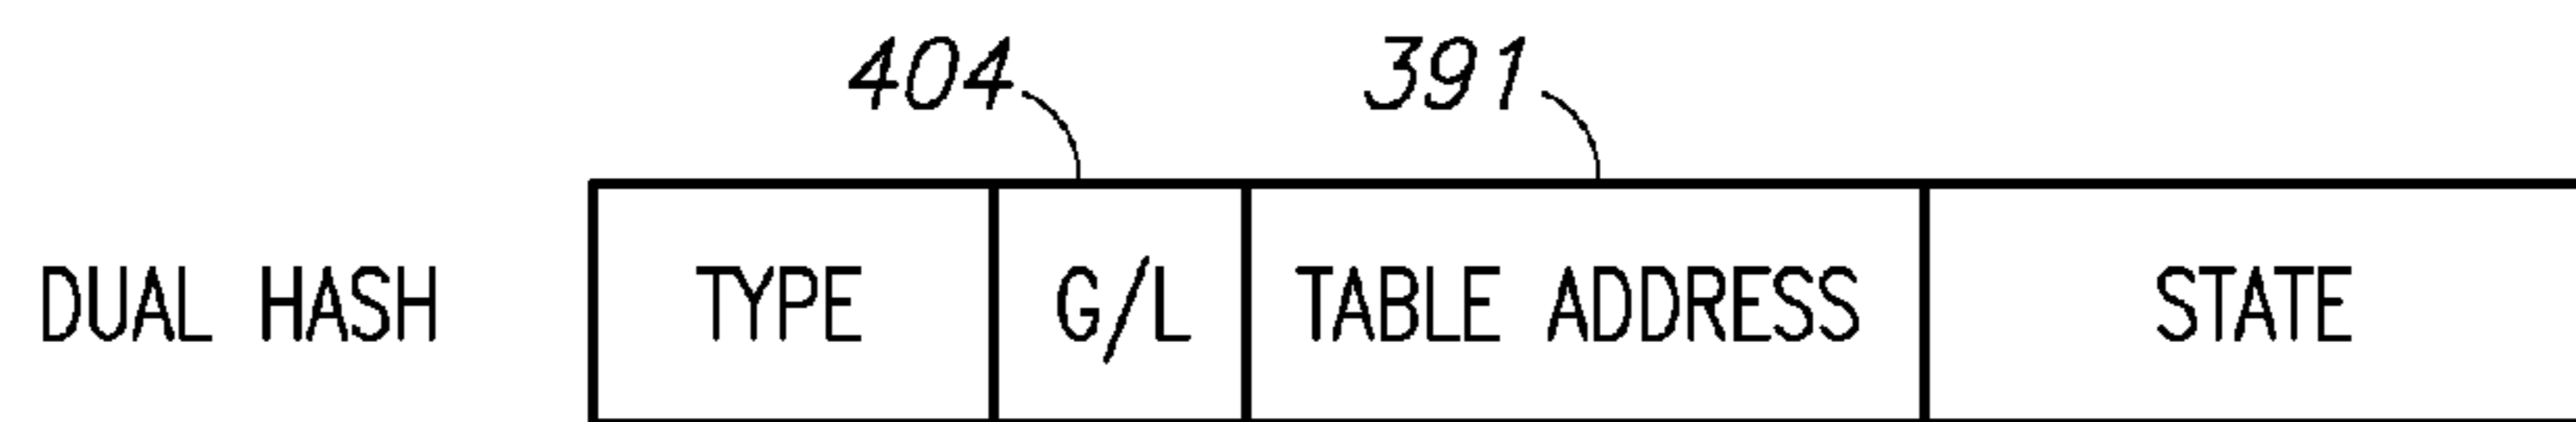 404 391
DUAL HASH TYPE G/L TABLE ADDRESS STATE